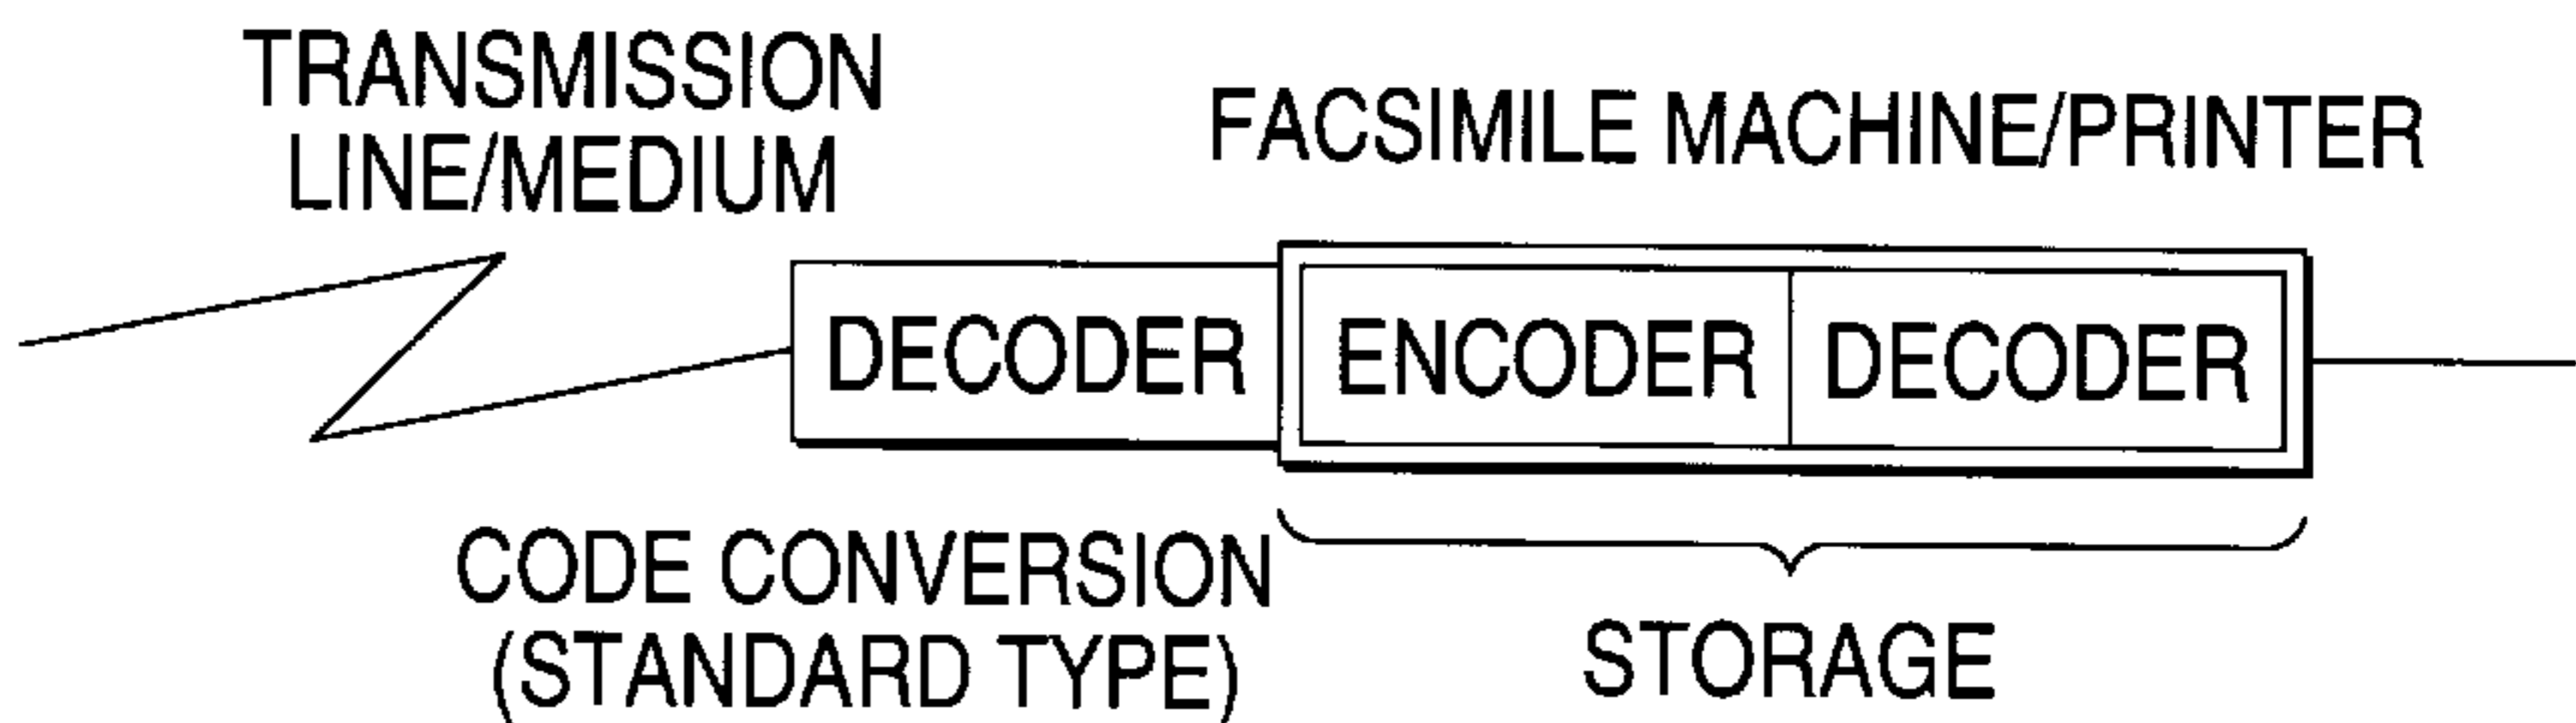 TRANSMISSION
LINE/MEDIUM
FACSIMILE MACHINE/PRINTER
DECODER
ENCODER
DECODER
CODE CONVERSION
(STANDARD TYPE)
STORAGE